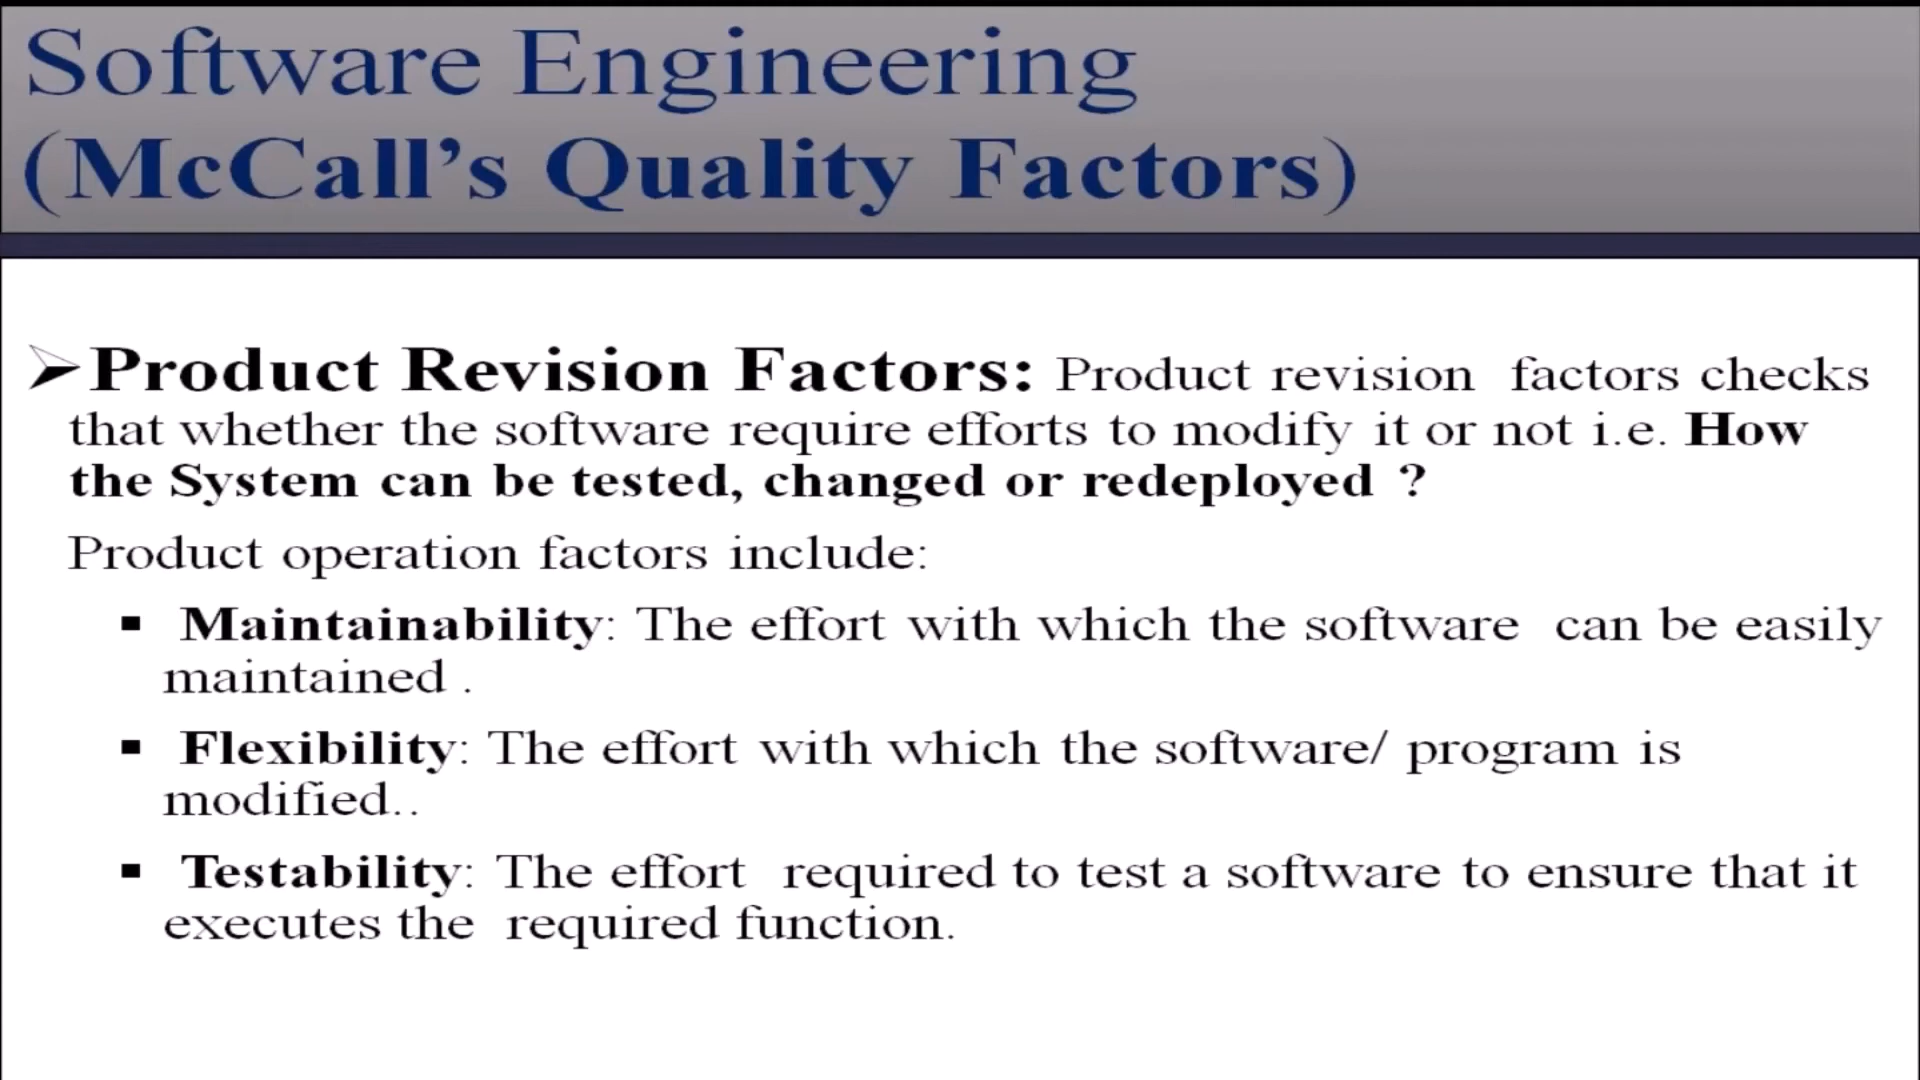 Software Engineering
(McCall’s Quality Factors)
➢Product Revision Factors: Product revision factors checks
that whether the software require efforts to modify it or not i.e. How
the System can be tested, changed or redeployed ?
Product operation factors include:
▪ Maintainability: The effort with which the software can be easily
maintained .
▪ Flexibility: The effort with which the software/ program is
modified..
▪ Testability: The effort required to test a software to ensure that it
executes the required function.